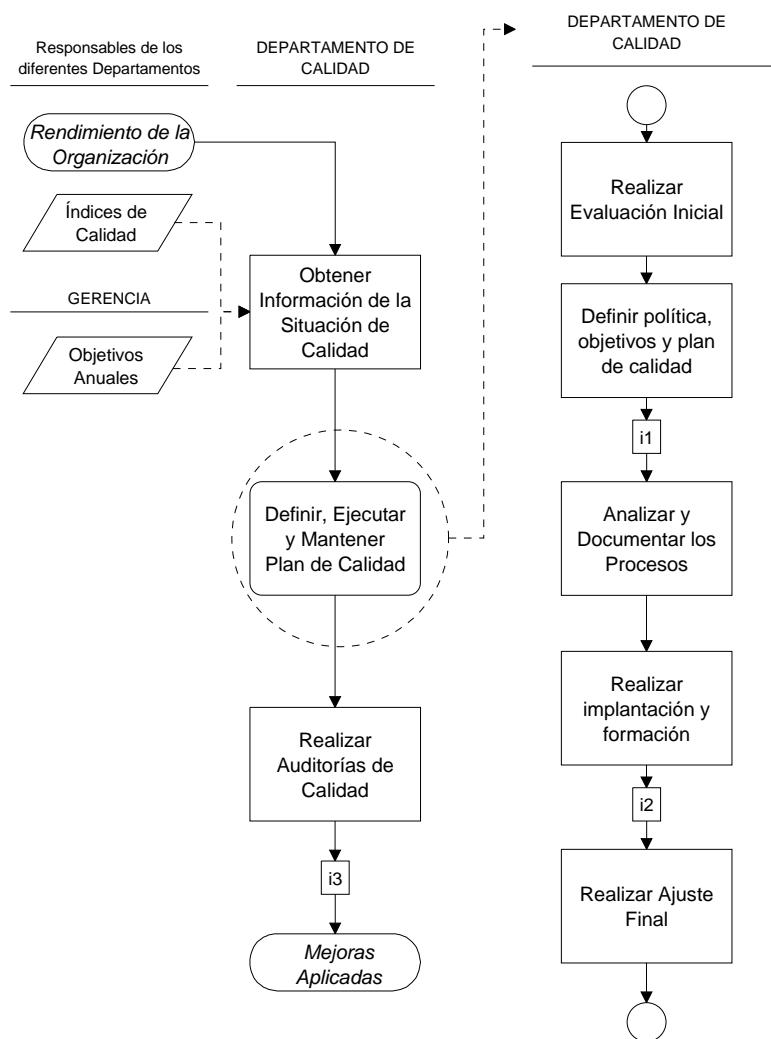 Responsables de los
diferentes Departamentos
Rendimiento de la
Organización
Índices de
Calidad
GERENCIA
Objetivos
Anuales
DEPARTAMENTO DE
CALIDAD
Obtener
Información de la
Situación de
Calidad
Definir, Ejecutar
y Mantener
Plan de Calidad
Realizar
Auditorías de
Calidad
i3
Mejoras
Aplicadas
DEPARTAMENTO DE
CALIDAD
Realizar
Evaluación Inicial
Definir política,
objetivos y plan
de calidad
i1
Analizar y
Documentar los
Procesos
Realizar
implantación y
formación
i2
Realizar Ajuste
Final